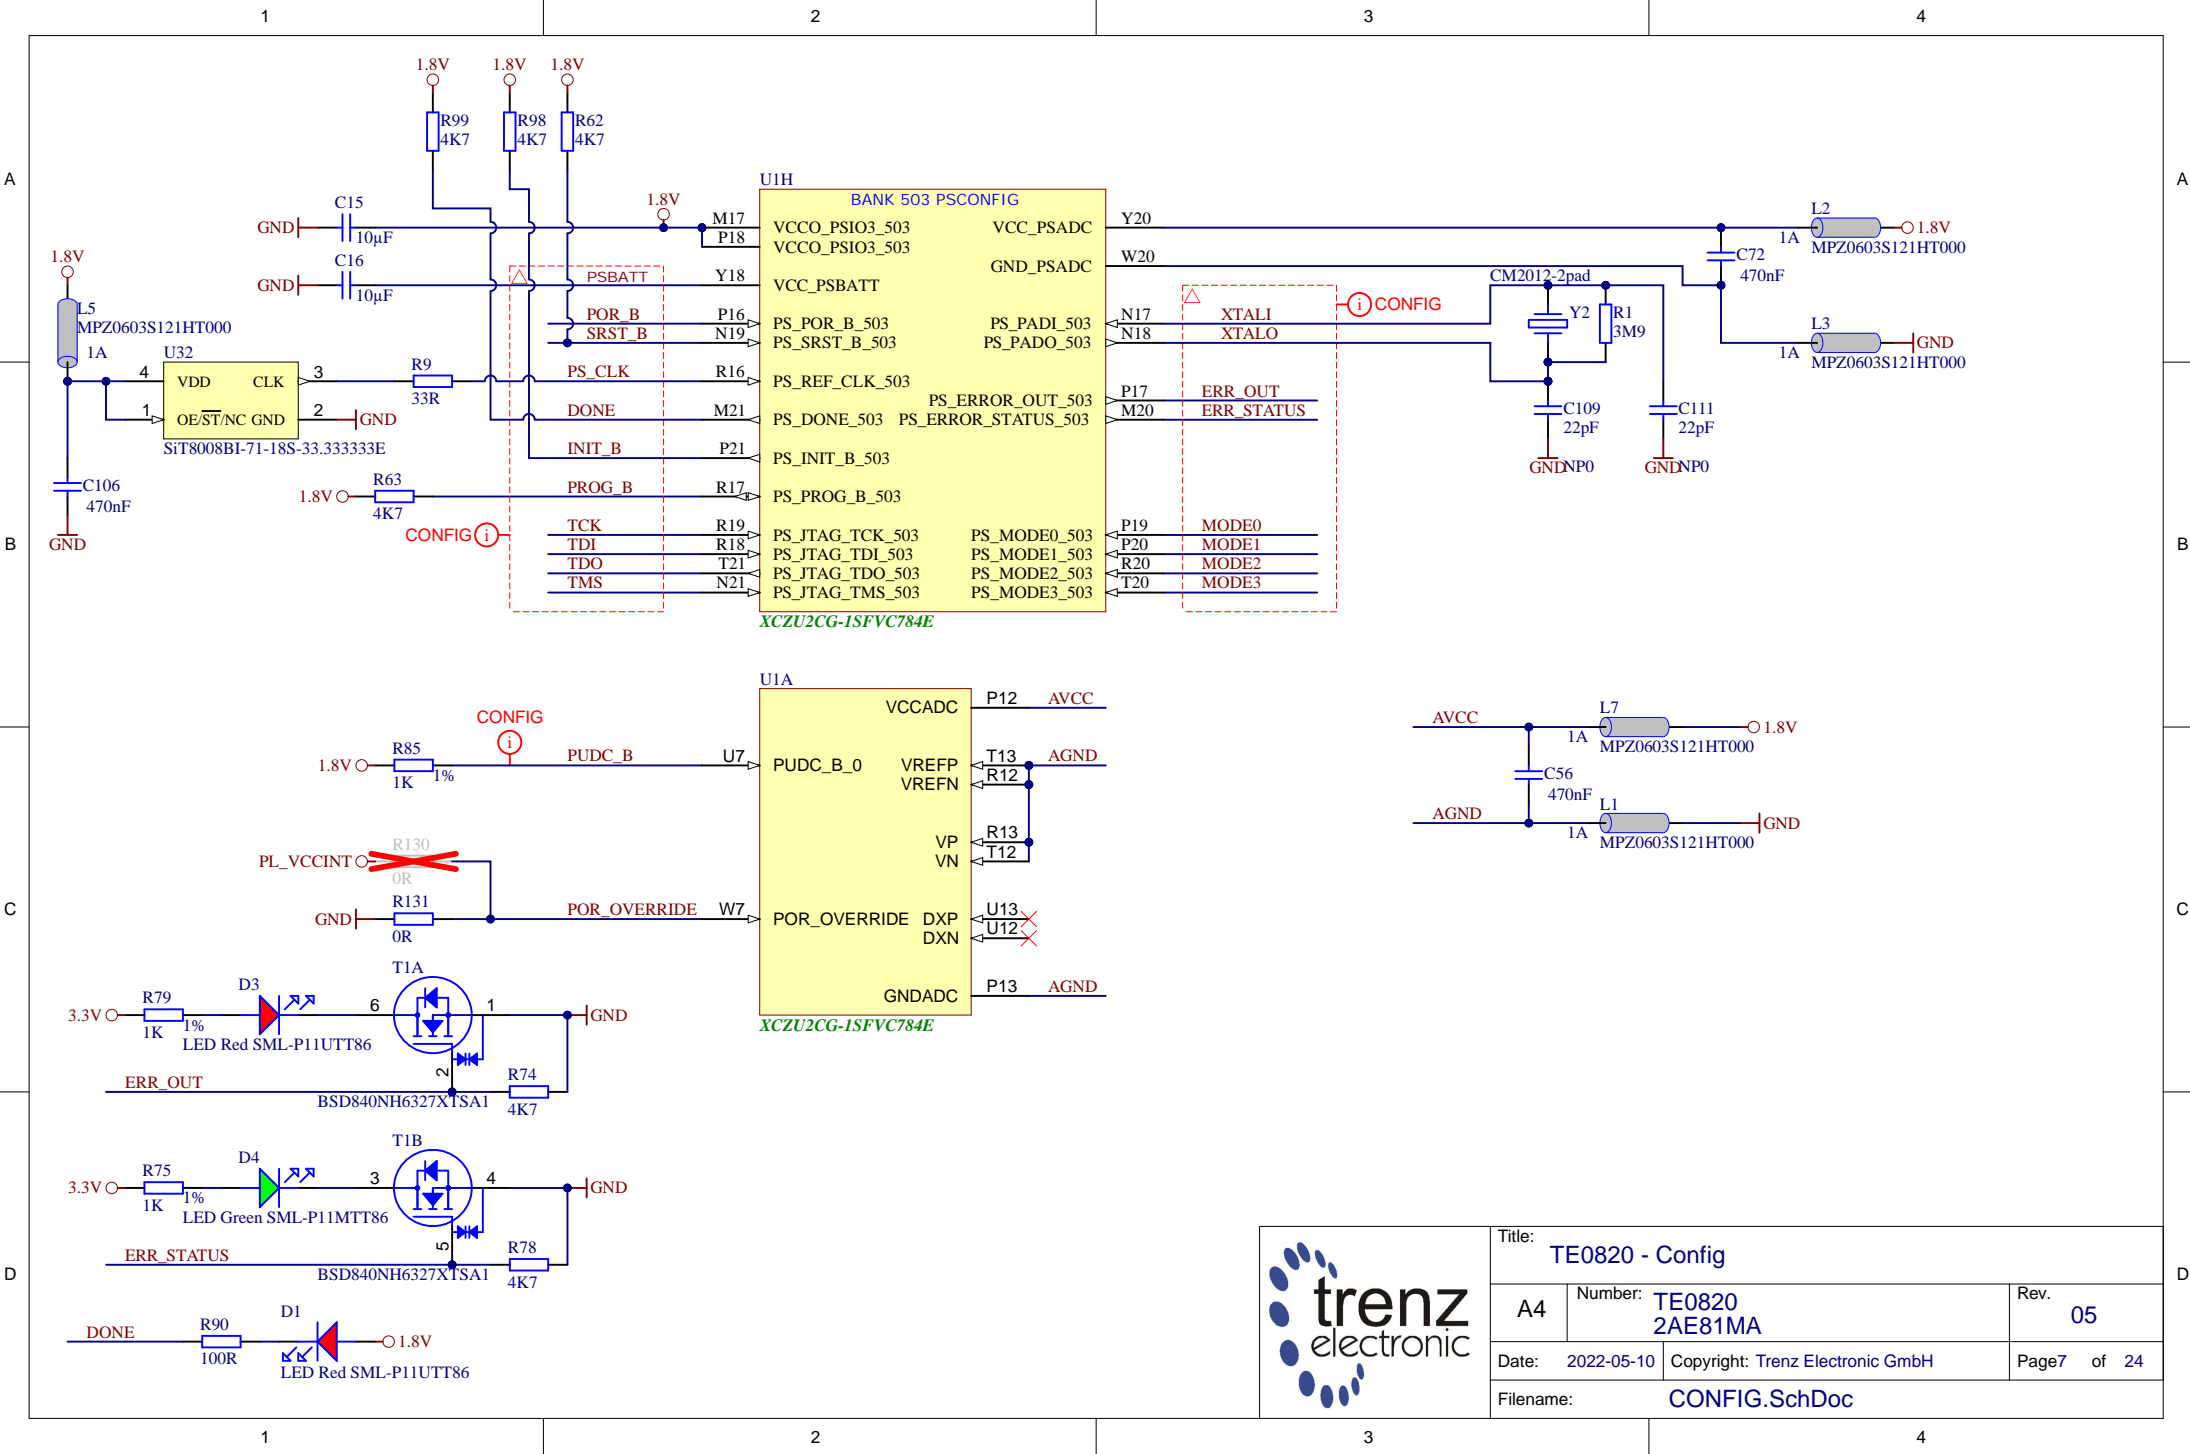 1 2 3 4
A A
B B
C C
D D
1 2 3 4
1.8V 1.8V 1.8V
R99 4K7
R98 4K7
R62 4K7
C15
GND 10µF
1.8V
C16
GND 10µF
1.8V
L5
MPZ0603S121HT000
1A
U32
4 VDD CLK 3
1 OE/ST/NC GND 2 GND
SiT8008BI-71-18S-33.333333E
C106
470nF
GND
R9
33R
1.8V R63
4K7
CONFIG i
PSBATT
POR_B
SRST_B
PS_CLK
DONE
INIT_B
PROG_B
TCK
TDI
TDO
TMS
U1H
BANK 503 PSCONFIG
M17 VCCO_PSIO3_503
P18 VCCO_PSIO3_503
Y18 VCC_PSBATT
P16 PS_POR_B_503
N19 PS_SRST_B_503
R16 PS_REF_CLK_503
M21 PS_DONE_503
P21 PS_INIT_B_503
R17 PS_PROG_B_503
R19 PS_JTAG_TCK_503
R18 PS_JTAG_TDI_503
T21 PS_JTAG_TDO_503
N21 PS_JTAG_TMS_503
VCC_PSADC Y20
GND_PSADC W20
PS_PADI_503 N17 XTALI
PS_PADO_503 N18 XTALO
PS_ERROR_OUT_503 P17 ERR_OUT
PS_ERROR_STATUS_503 M20 ERR_STATUS
PS_MODE0_503 P19 MODE0
PS_MODE1_503 P20 MODE1
PS_MODE2_503 R20 MODE2
PS_MODE3_503 T20 MODE3
XCZU2CG-1SFVC784E
i CONFIG
CM2012-2pad
Y2
R1
3M9
C109
22pF
GND NP0
C111
22pF
GND NP0
L2
1A 1.8V
MPZ0603S121HT000
C72
470nF
L3
1A GND
MPZ0603S121HT000
U1A
VCCADC P12 AVCC
PUDC_B_0 U7
VREFP T13 AGND
VREFN R12
VP R13
VN T12
POR_OVERRIDE W7
DXP U13
DXN U12
GNDADC P13 AGND
XCZU2CG-1SFVC784E
CONFIG
i
1.8V R85 PUDC_B
1K 1%
R130
PL_VCCINT
0R
R131
GND POR_OVERRIDE
0R
AVCC L7 1.8V
1A MPZ0603S121HT000
C56
470nF
AGND L1 GND
1A MPZ0603S121HT000
T1A
D3
R79
3.3V 1K 1% 6 1 GND
LED Red SML-P11UTT86
2
ERR_OUT
BSD840NH6327XTSA1
R74
4K7
T1B
D4
R75
3.3V 1K 1% 3 4 GND
LED Green SML-P11MTT86
5
ERR_STATUS
BSD840NH6327XTSA1
R78
4K7
D1
DONE R90 1.8V
100R
LED Red SML-P11UTT86
trenz
electronic
Title:
TE0820 - Config
A4 Number: TE0820
2AE81MA
Rev.
05
Date: 2022-05-10 Copyright: Trenz Electronic GmbH Page7 of 24
Filename: CONFIG.SchDoc